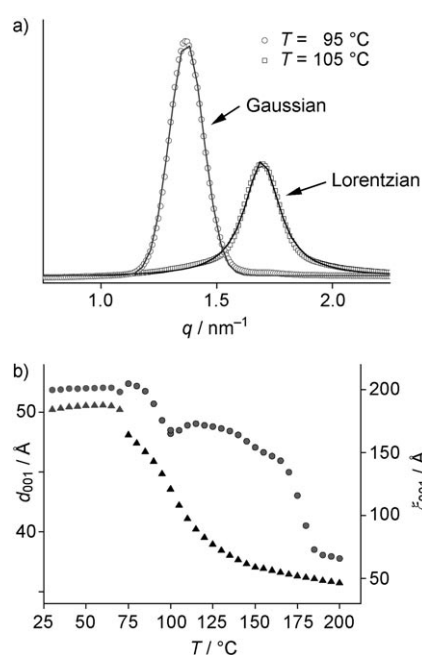 a)
○ T = 95 °C
□ T = 105 °C
Gaussian
Lorentzian
1.0 1.5 2.0
q / nm⁻¹
b)
50
40
d₀₀₁ / Å
200
150
100
50
ξ₀₀₁ / Å
25 50 75 100 125 150 175 200
T / °C